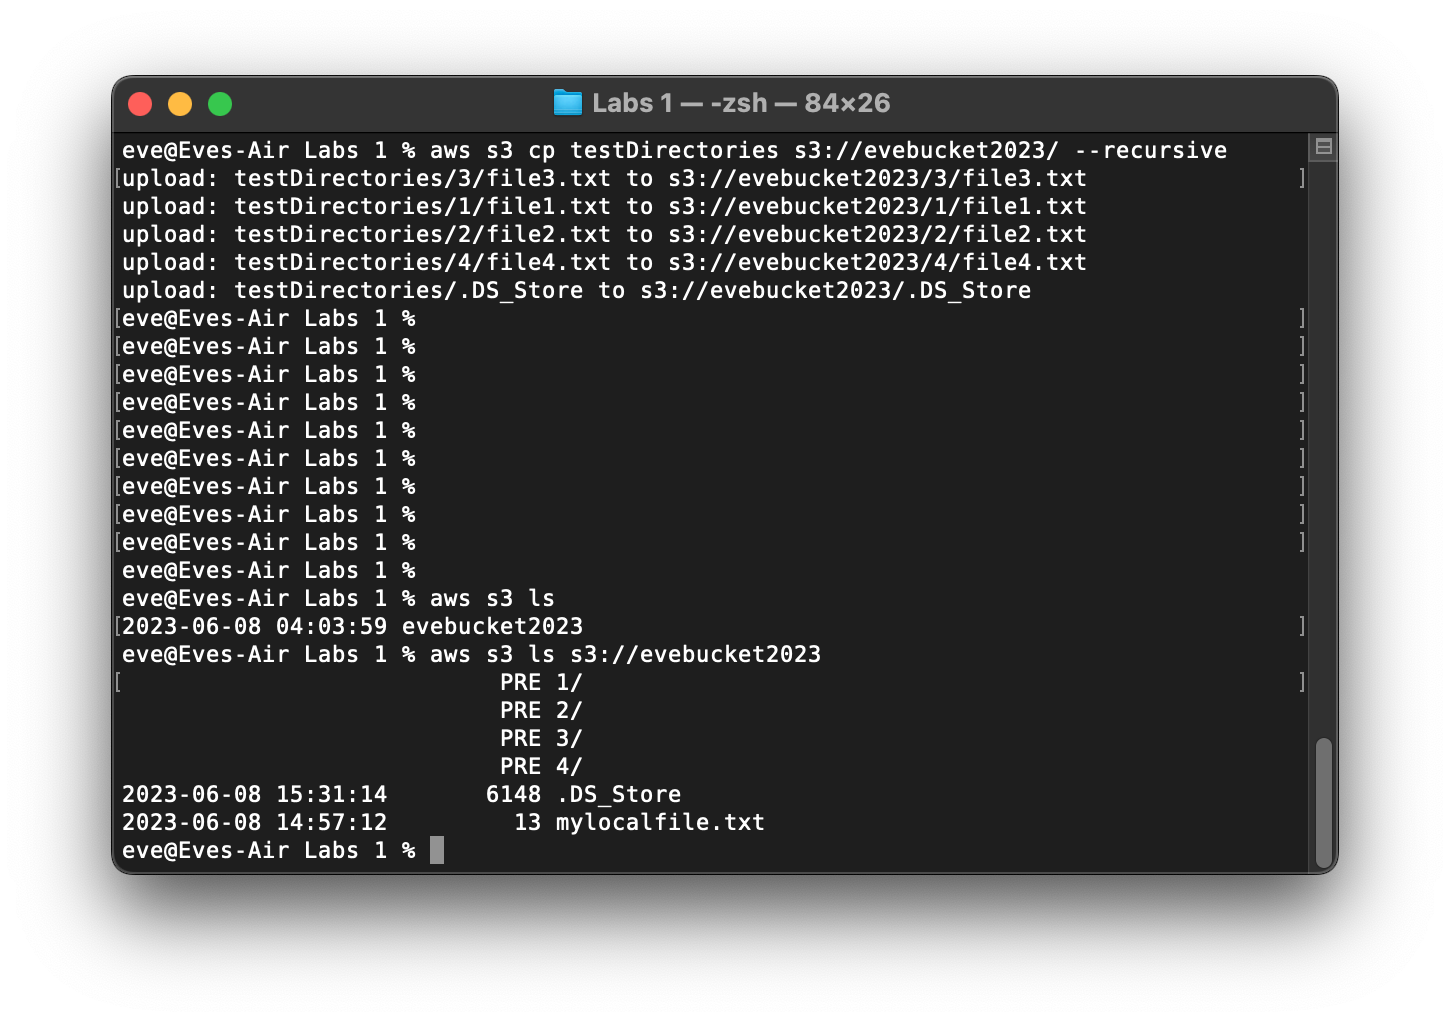 Labs 1 — -zsh — 84×26
eve@Eves-Air Labs 1 % aws s3 cp testDirectories s3://evebucket2023/ --recursive
[upload: testDirectories/3/file3.txt to s3://evebucket2023/3/file3.txt ]
upload: testDirectories/1/file1.txt to s3://evebucket2023/1/file1.txt
upload: testDirectories/2/file2.txt to s3://evebucket2023/2/file2.txt
upload: testDirectories/4/file4.txt to s3://evebucket2023/4/file4.txt
upload: testDirectories/.DS_Store to s3://evebucket2023/.DS_Store
[eve@Eves-Air Labs 1 % ]
[eve@Eves-Air Labs 1 % ]
[eve@Eves-Air Labs 1 % ]
[eve@Eves-Air Labs 1 % ]
[eve@Eves-Air Labs 1 % ]
[eve@Eves-Air Labs 1 % ]
[eve@Eves-Air Labs 1 % ]
[eve@Eves-Air Labs 1 % ]
[eve@Eves-Air Labs 1 % ]
eve@Eves-Air Labs 1 %
eve@Eves-Air Labs 1 % aws s3 ls
[2023-06-08 04:03:59 evebucket2023 ]
eve@Eves-Air Labs 1 % aws s3 ls s3://evebucket2023
[ PRE 1/ ]
PRE 2/
PRE 3/
PRE 4/
2023-06-08 15:31:14 6148 .DS_Store
2023-06-08 14:57:12 13 mylocalfile.txt
eve@Eves-Air Labs 1 %